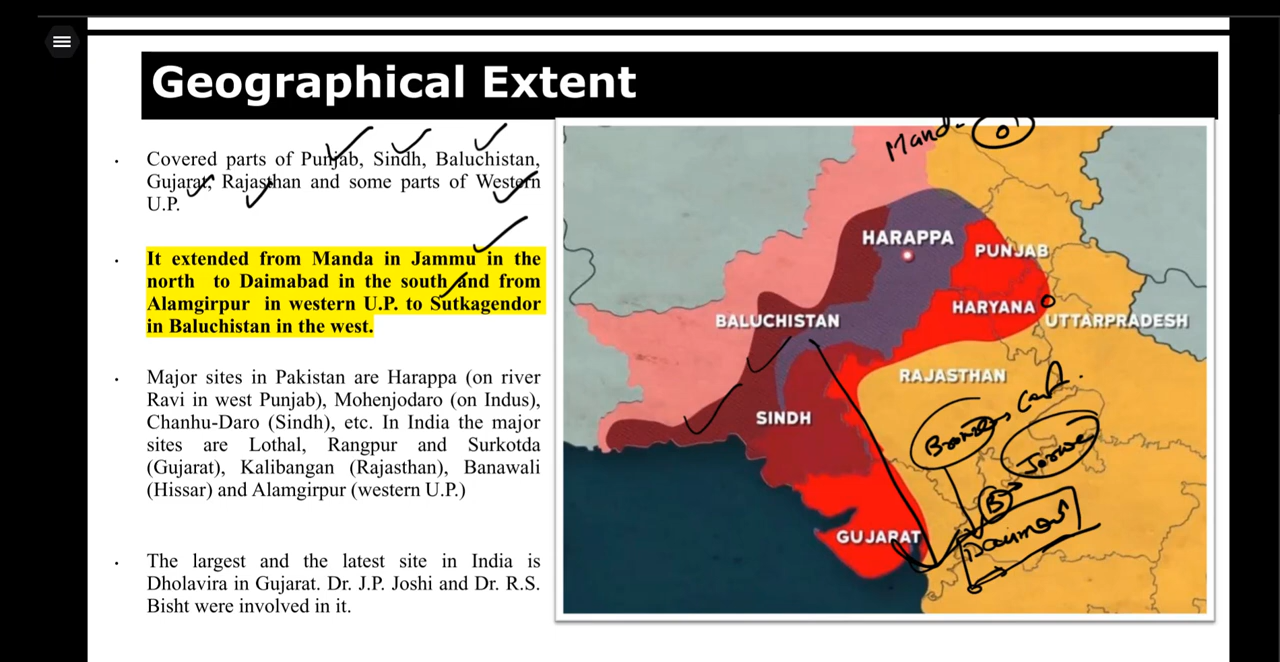 Geographical Extent
· Covered parts of Punjab, Sindh, Baluchistan,
Gujarat, Rajasthan and some parts of Western
U.P.
· It extended from Manda in Jammu in the
north to Daimabad in the south and from
Alamgirpur in western U.P. to Sutkagendor
in Baluchistan in the west.
· Major sites in Pakistan are Harappa (on river
Ravi in west Punjab), Mohenjodaro (on Indus),
Chanhu-Daro (Sindh), etc. In India the major
sites are Lothal, Rangpur and Surkotda
(Gujarat), Kalibangan (Rajasthan), Banawali
(Hissar) and Alamgirpur (western U.P.)
· The largest and the latest site in India is
Dholavira in Gujarat. Dr. J.P. Joshi and Dr. R.S.
Bisht were involved in it.
HARAPPA
PUNJAB
HARYANA
BALUCHISTAN
UTTARPRADESH
RAJASTHAN
SINDH
GUJARAT